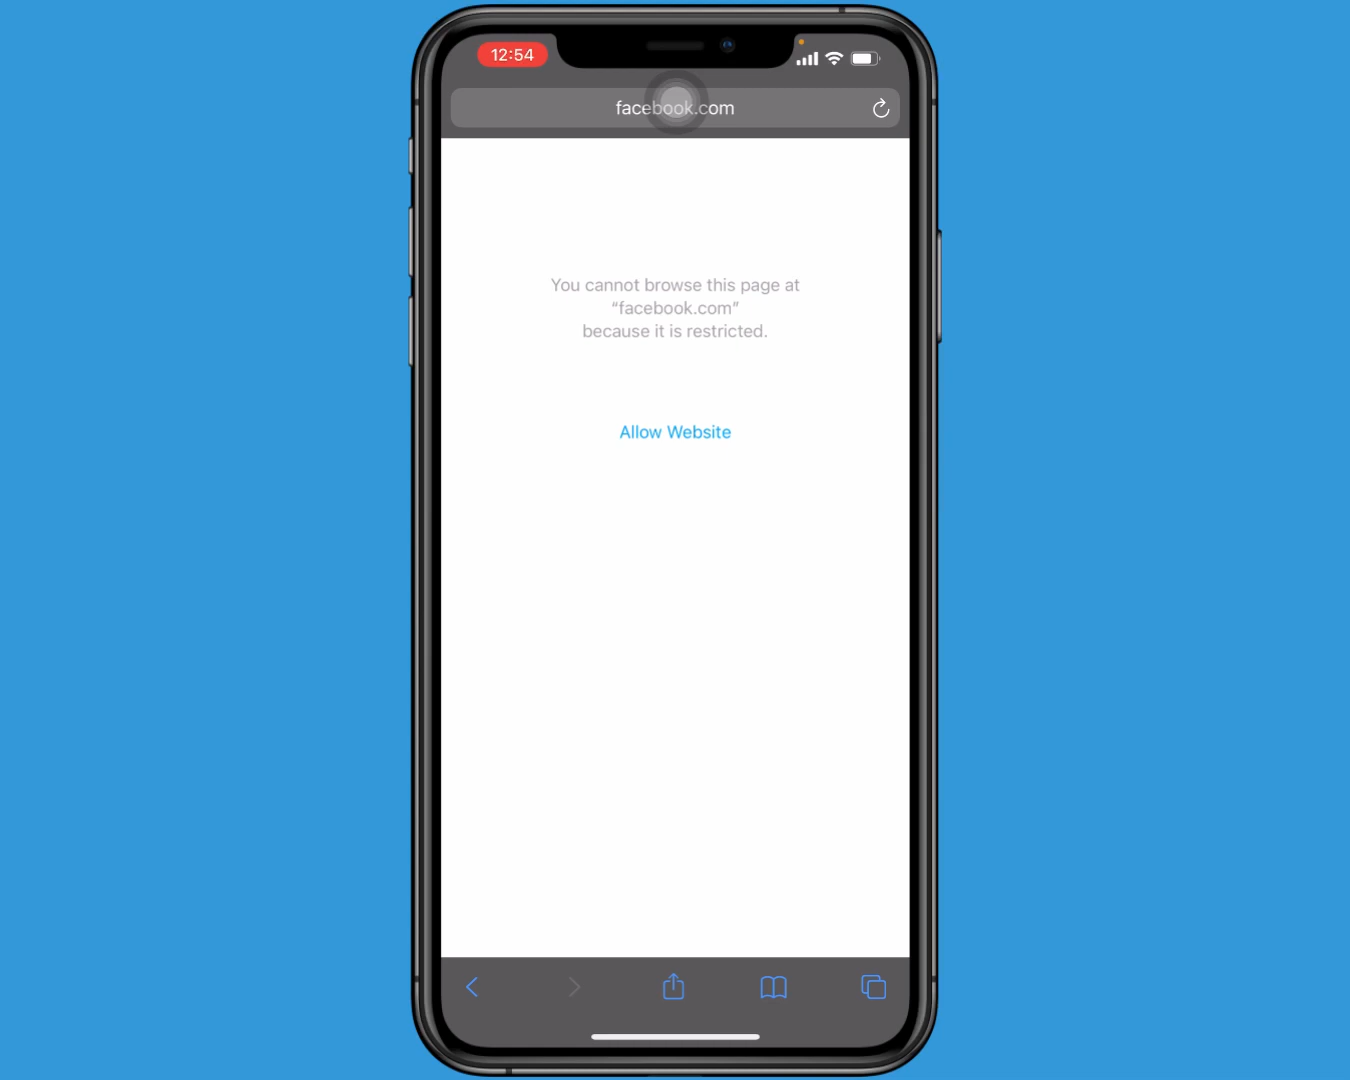 12:54
facebook.com
You cannot browse this page at
“facebook.com”
because it is restricted.
Allow Website